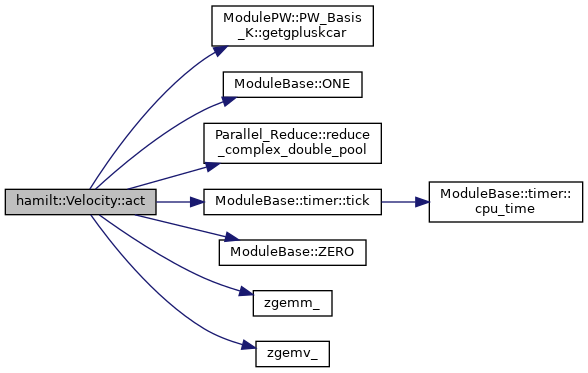 ModulePW::PW_Basis
_K::getgpluskcar
ModuleBase::ONE
Parallel_Reduce::reduce
_complex_double_pool
hamilt::Velocity::act
ModuleBase::timer::tick
ModuleBase::timer::
cpu_time
ModuleBase::ZERO
zgemm_
zgemv_